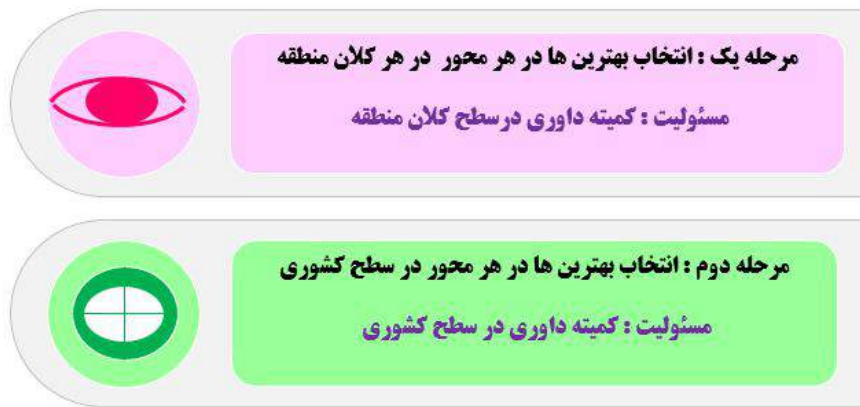 مرحله یک : انتخاب بهترین ها در هر محور در هر کلان منطقه
مسئولیت : کمیته داوری درسطح کلان منطقه
مرحله دوم : انتخاب بهترین ها در هر محور در سطح کشوری
مسئولیت : کمیته داوری در سطح کشوری